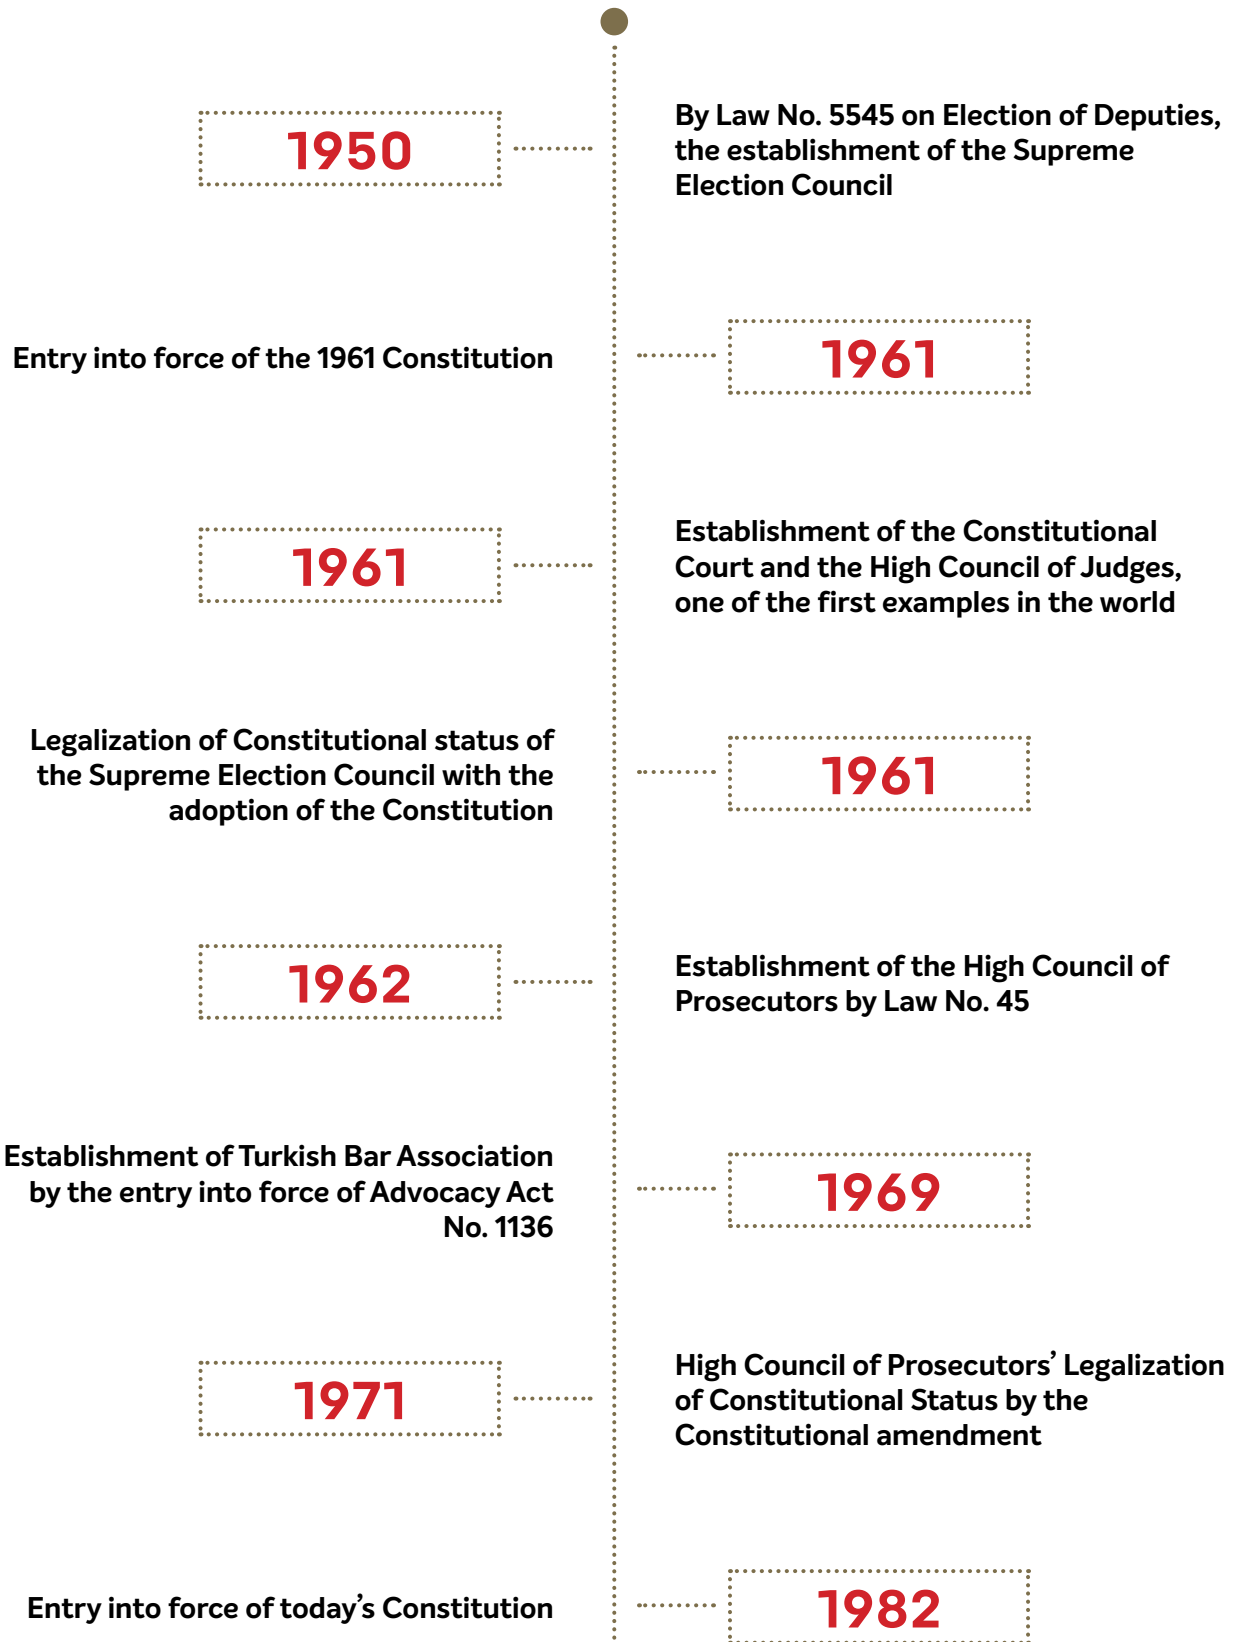 1950
By Law No. 5545 on Election of Deputies,
the establishment of the Supreme
Election Council
Entry into force of the 1961 Constitution
1961
1961
Establishment of the Constitutional
Court and the High Council of Judges,
one of the first examples in the world
Legalization of Constitutional status of
the Supreme Election Council with the
adoption of the Constitution
1961
1962
Establishment of the High Council of
Prosecutors by Law No. 45
Establishment of Turkish Bar Association
by the entry into force of Advocacy Act
No. 1136
1969
1971
High Council of Prosecutors’ Legalization
of Constitutional Status by the
Constitutional amendment
Entry into force of today’s Constitution
1982